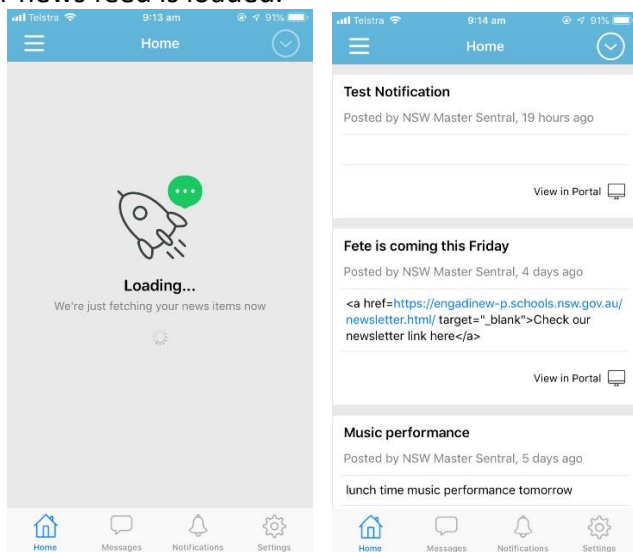 news feed is loaded.
Telstra 9:13 am 91%
Home
Loading...
We're just fetching your news items now
Home Messages Notifications Settings
Telstra 9:14 am 91%
Home
Test Notification
Posted by NSW Master Sentral, 19 hours ago
View in Portal
Fete is coming this Friday
Posted by NSW Master Sentral, 4 days ago
<a href=https://engadinew-p.schools.nsw.gov.au/
newsletter.html/ target="_blank">Check our
newsletter link here</a>
View in Portal
Music performance
Posted by NSW Master Sentral, 5 days ago
lunch time music performance tomorrow
Home Messages Notifications Settings